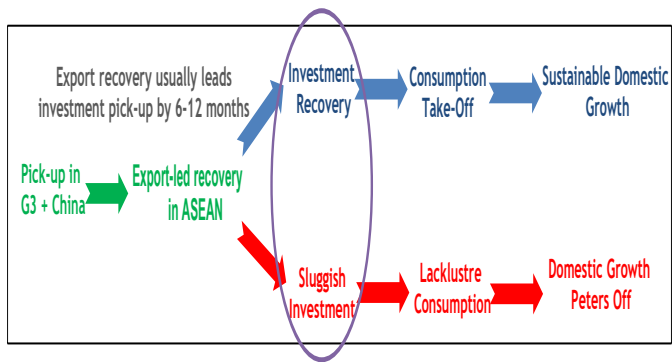 Export recovery usually leads
investment pick-up by 6-12 months
Investment
Recovery
Consumption
Take-Off
Sustainable Domestic
Growth
Pick-up in
G3 + China
Export-led recovery
in ASEAN
Sluggish
Investment
Lacklustre
Consumption
Domestic Growth
Peters Off